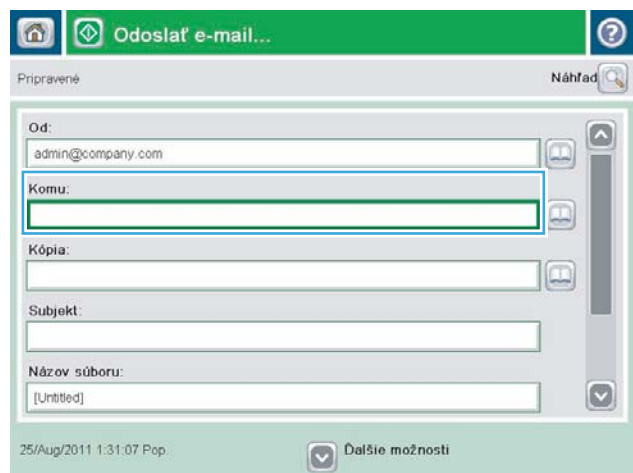 Odoslať e-mail...
Pripravené
Náhľad
Od:
admin@company.com
Komu:
Kópia:
Subjekt:
Názov súboru:
[Untitled]
25/Aug/2011 1:31:07 Pop.
Ďalšie možnosti